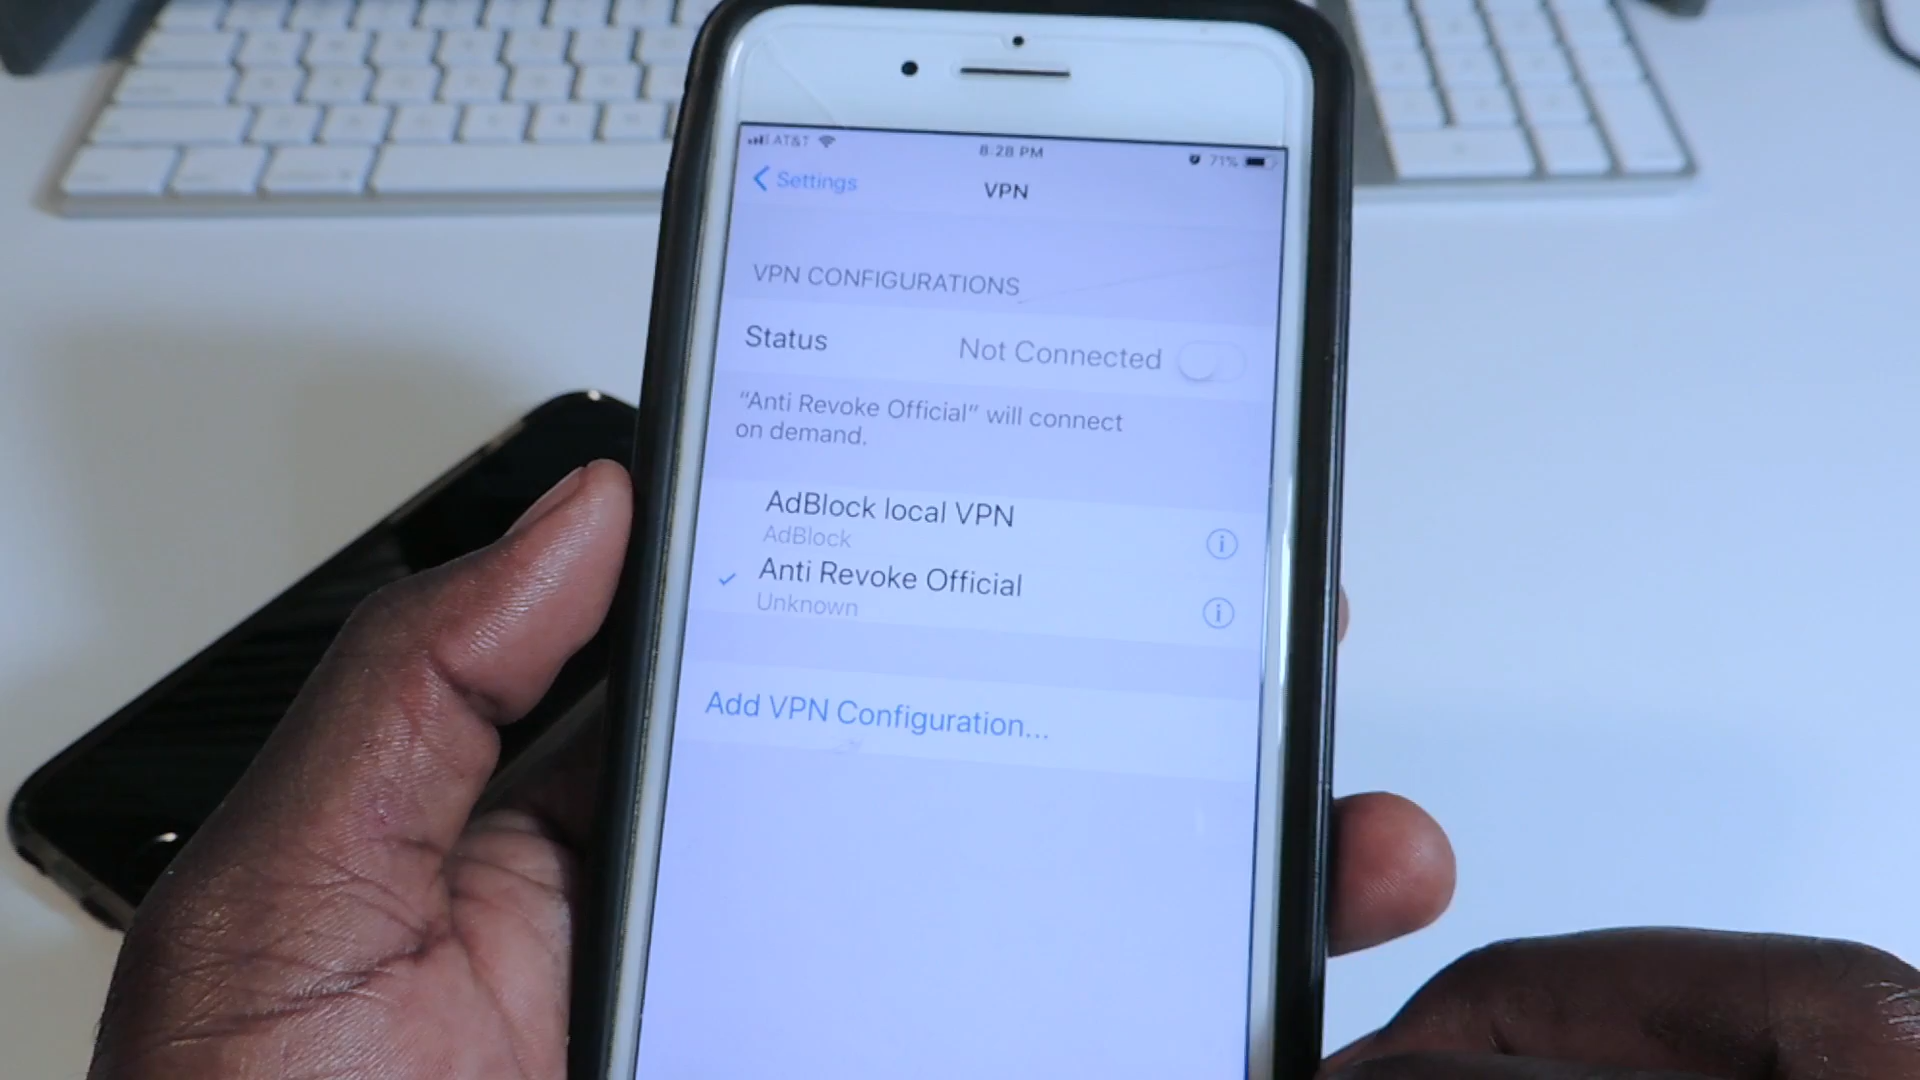 AT&T
8:28 PM
71%
Settings
VPN
VPN CONFIGURATIONS
Status
Not Connected
"Anti Revoke Official" will connect
on demand.
AdBlock local VPN
AdBlock
Anti Revoke Official
Unknown
Add VPN Configuration...